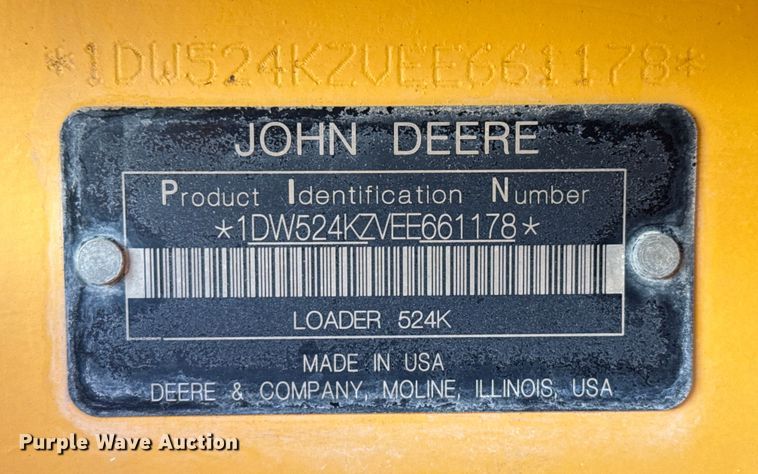 *1DW524KZVEE661178*
JOHN DEERE
Product Identification Number
*1DW524KZVEE661178*
LOADER 524K
MADE IN USA
DEERE & COMPANY, MOLINE, ILLINOIS, USA
Purple Wave Auction